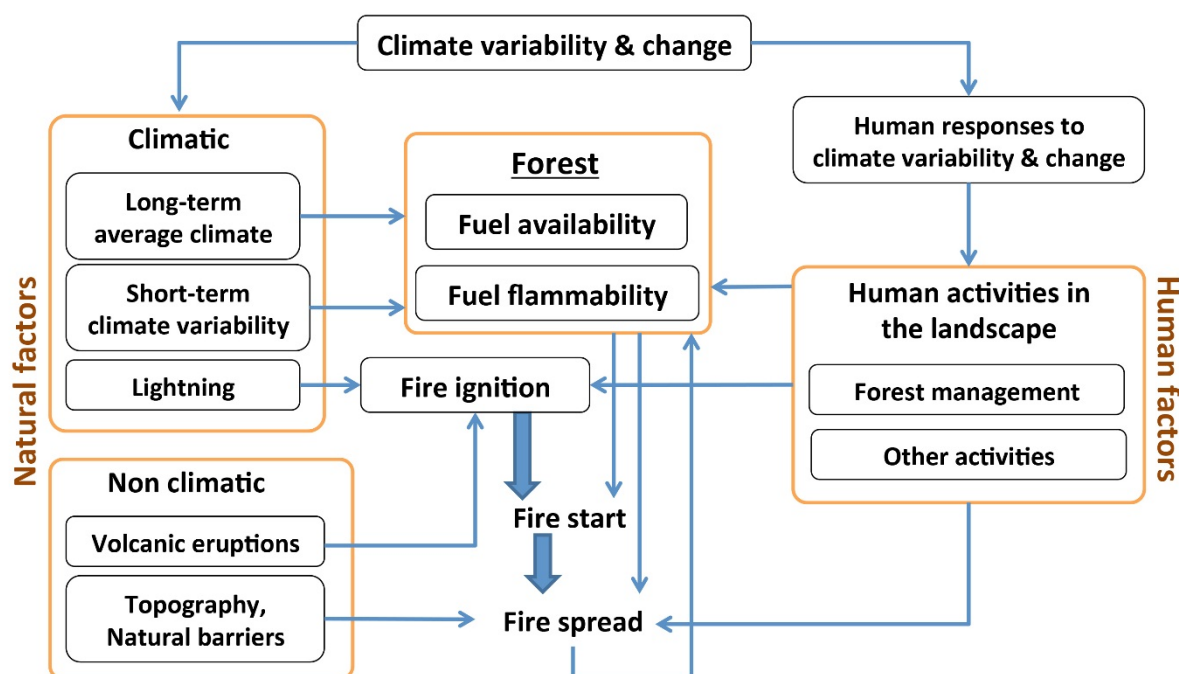 Climate variability & change
Human responses to
climate variability & change
Natural factors
Climatic
Long-term
average climate
Short-term
climate variability
Lightning
Forest
Fuel availability
Fuel flammability
Human activities in
the landscape
Forest management
Other activities
Human factors
Fire ignition
Non climatic
Volcanic eruptions
Topography,
Natural barriers
Fire start
Fire spread